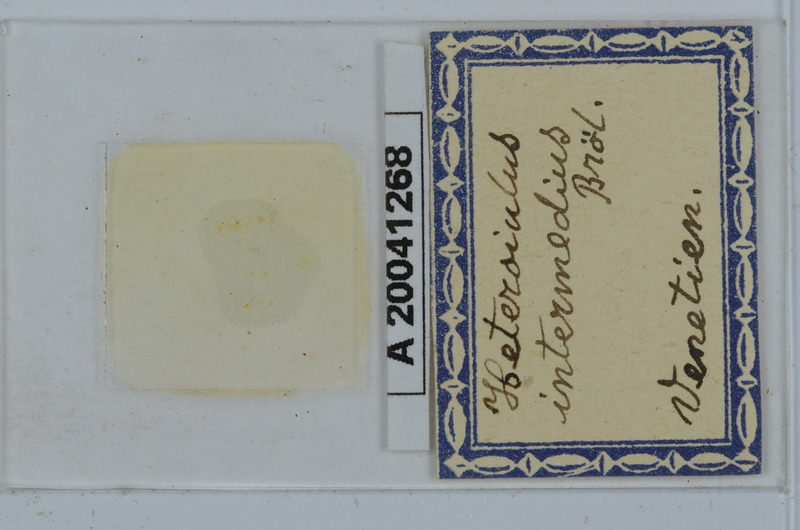 A 20041268
Heteroiulus
intermedius
Bröl.
Venetien.